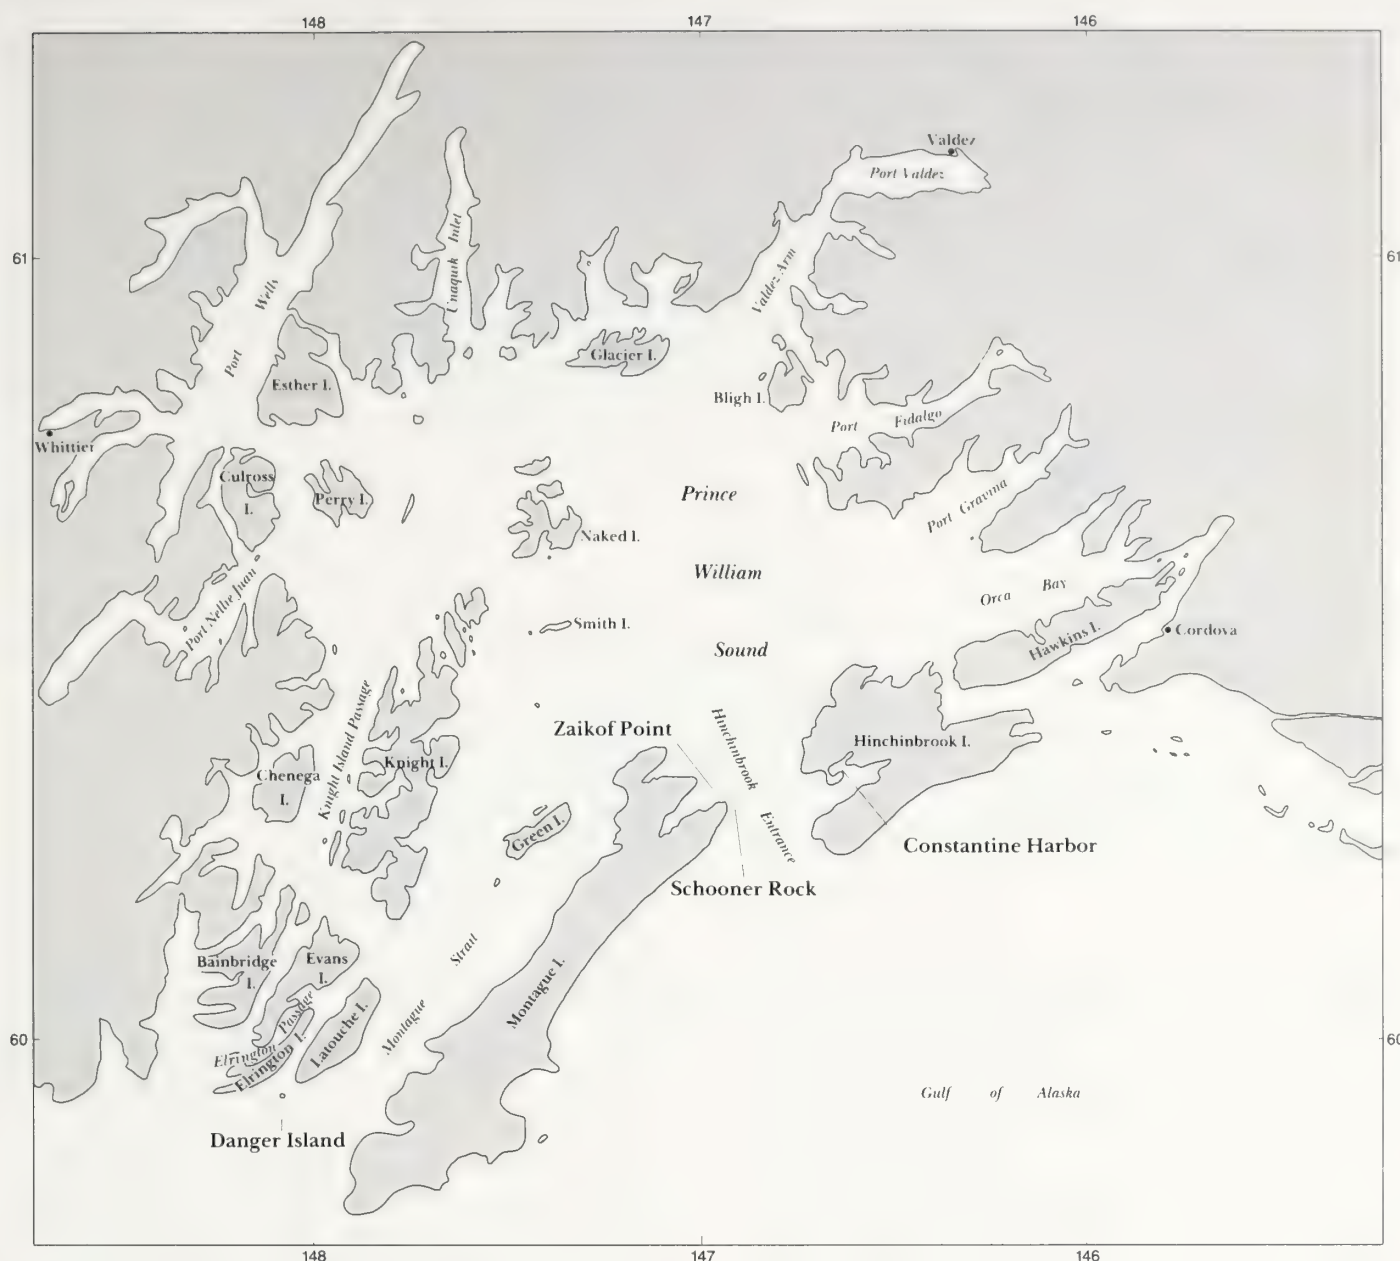 148 147 146
Valdez
Port Valdez
61 61
Unaquik Inlet
Port Wells
Valdez Arm
Glacier I.
Esther I.
Bligh I.
Port Fidalgo
Whittier
Culross
I.
Perry I.
Prince
Port Gravina
Naked I.
William
Port Nellie Juan
Orca Bay
Smith I.
Sound
Hawkins I.
Cordova
Zaikof Point
Hinchinbrook Entrance
Hinchinbrook I.
Knight Island Passage
Knight I.
Chenega
I.
Green I.
Constantine Harbor
Schooner Rock
Montague Strait
Bainbridge
I.
Evans
I.
Montague I.
Elrington Passage
Elrington I.
Latouche I.
60 60
Gulf of Alaska
Danger Island
148 147 146